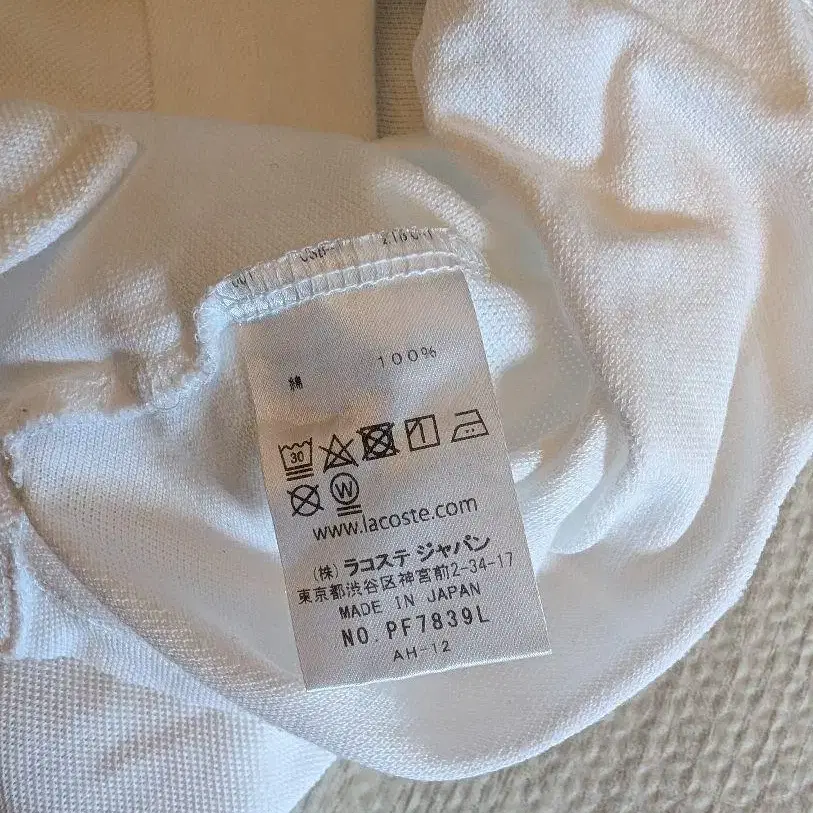 綿 100%
30
W
www.lacoste.com
(株) ラコステ ジャパン
東京都渋谷区神宮前2-34-17
MADE IN JAPAN
NO. PF7839L
AH-12